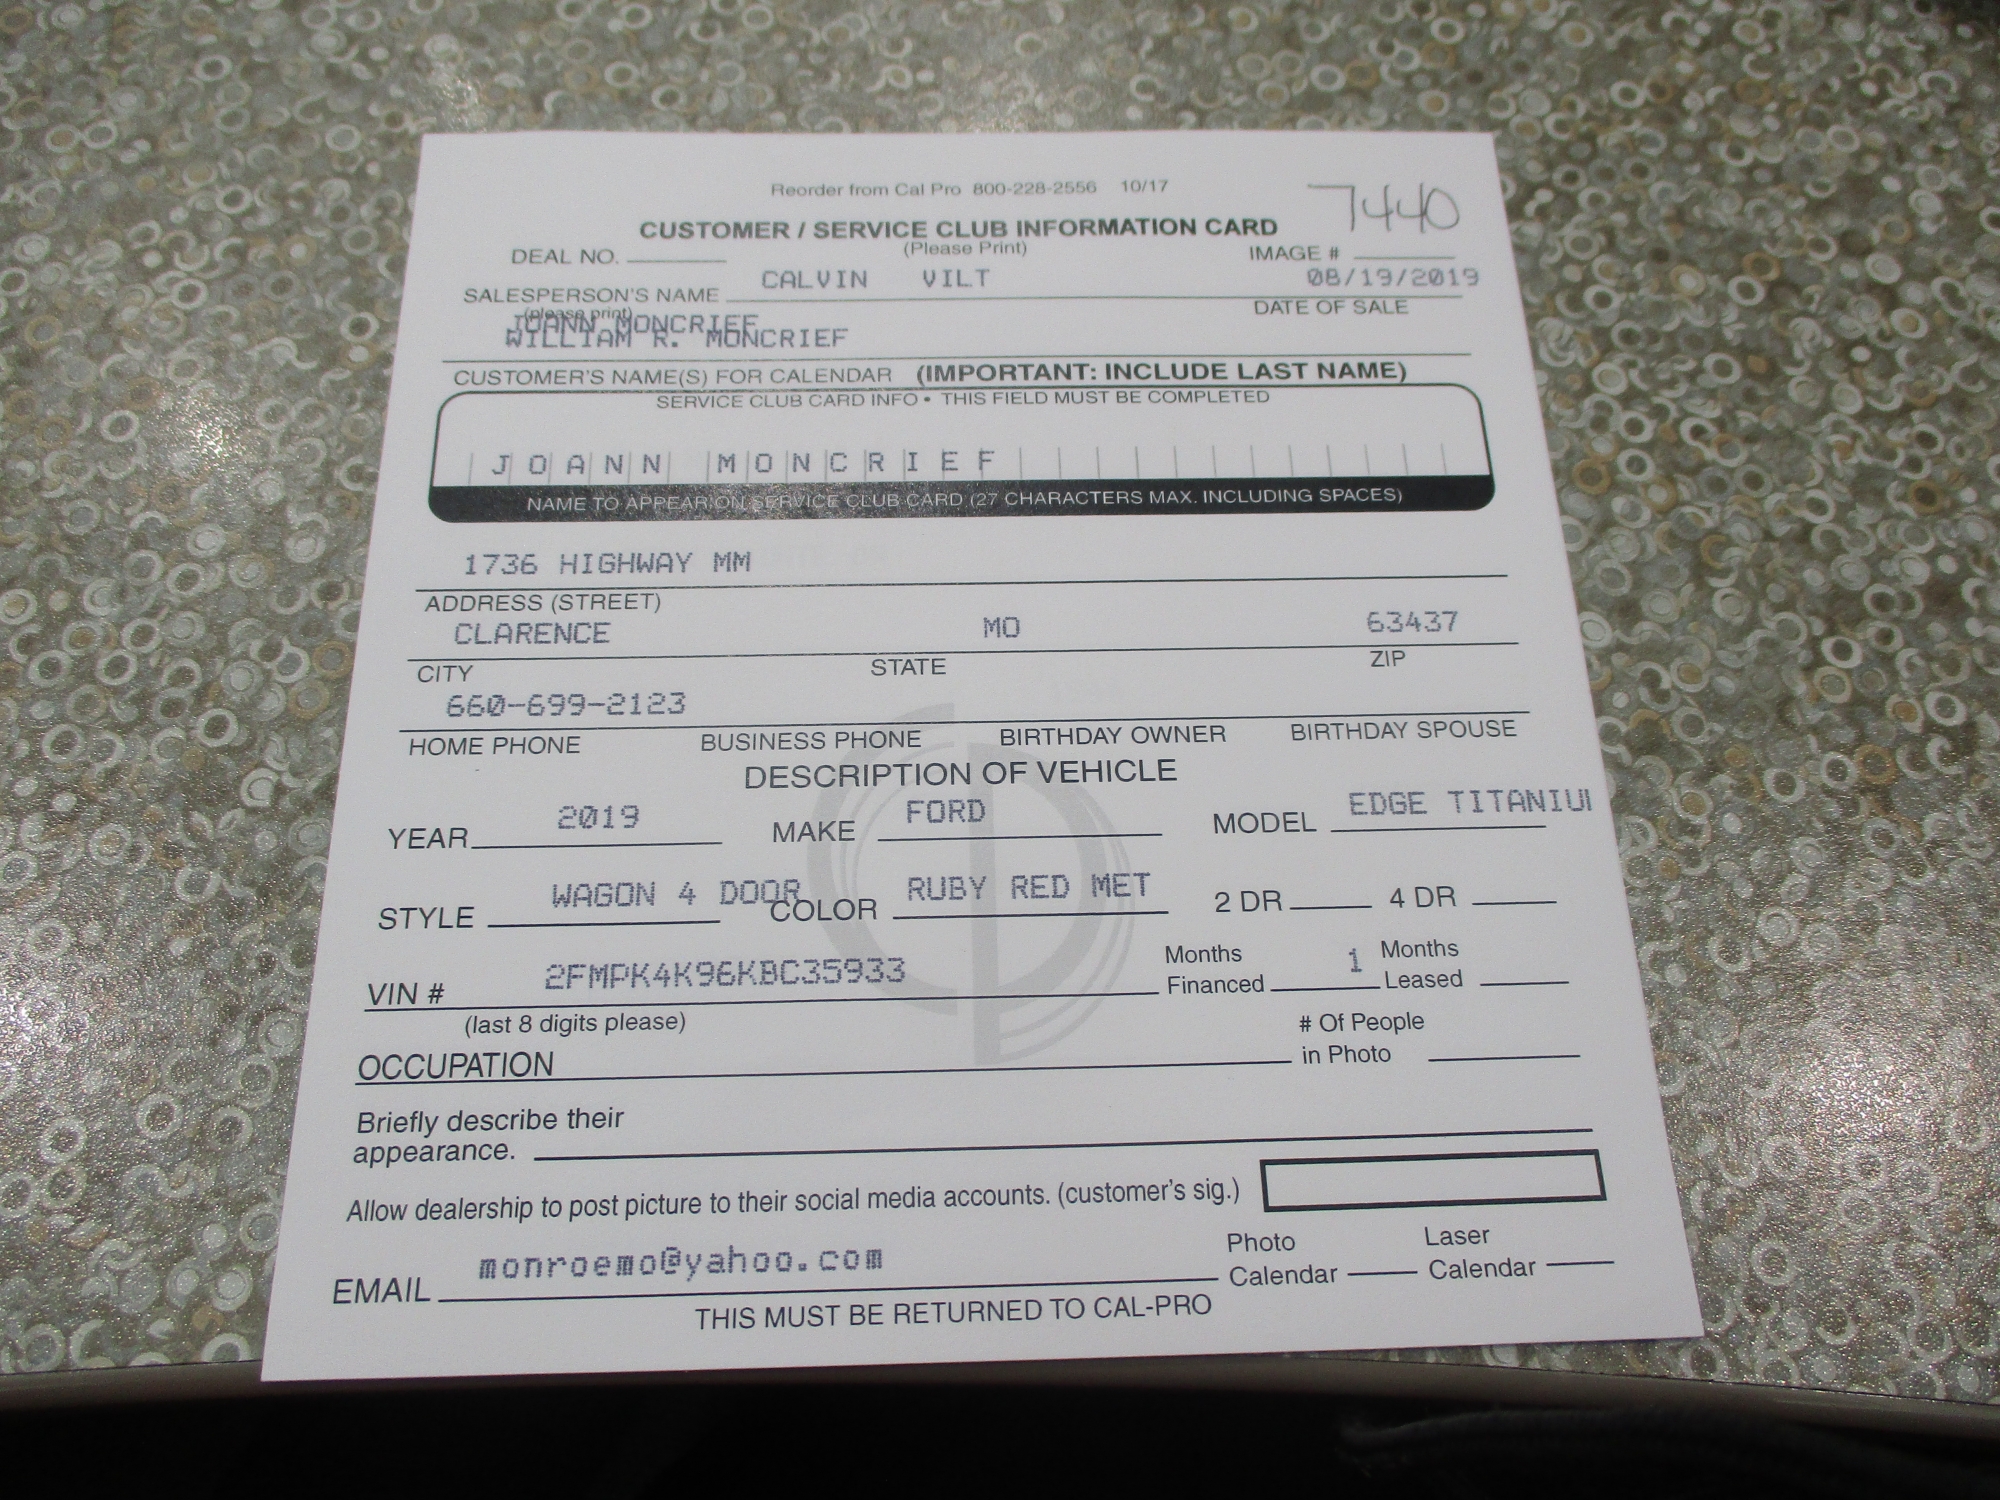 Reorder from Cal Pro 800-228-2556 10/17
7440
CUSTOMER / SERVICE CLUB INFORMATION CARD
(Please Print)
DEAL NO.
IMAGE #
CALVIN VILT
08/19/2019
SALESPERSON'S NAME
DATE OF SALE
(please print)
JOANN MONCRIEF
WILLIAM R. MONCRIEF
CUSTOMER'S NAME(S) FOR CALENDAR (IMPORTANT: INCLUDE LAST NAME)
SERVICE CLUB CARD INFO • THIS FIELD MUST BE COMPLETED
JOANN MONCRIEF
NAME TO APPEAR ON SERVICE CLUB CARD (27 CHARACTERS MAX. INCLUDING SPACES)
1736 HIGHWAY MM
ADDRESS (STREET)
CLARENCE MO 63437
CITY STATE ZIP
660-699-2123
HOME PHONE BUSINESS PHONE BIRTHDAY OWNER BIRTHDAY SPOUSE
DESCRIPTION OF VEHICLE
YEAR 2019 MAKE FORD MODEL EDGE TITANIU
STYLE WAGON 4 DOOR COLOR RUBY RED MET 2 DR 4 DR
VIN # 2FMPK4K96KBC35933 Months Financed 1 Months Leased
(last 8 digits please)
# Of People
OCCUPATION in Photo
Briefly describe their
appearance.
Allow dealership to post picture to their social media accounts. (customer's sig.)
EMAIL monroemo@yahoo.com Photo Calendar Laser Calendar
THIS MUST BE RETURNED TO CAL-PRO